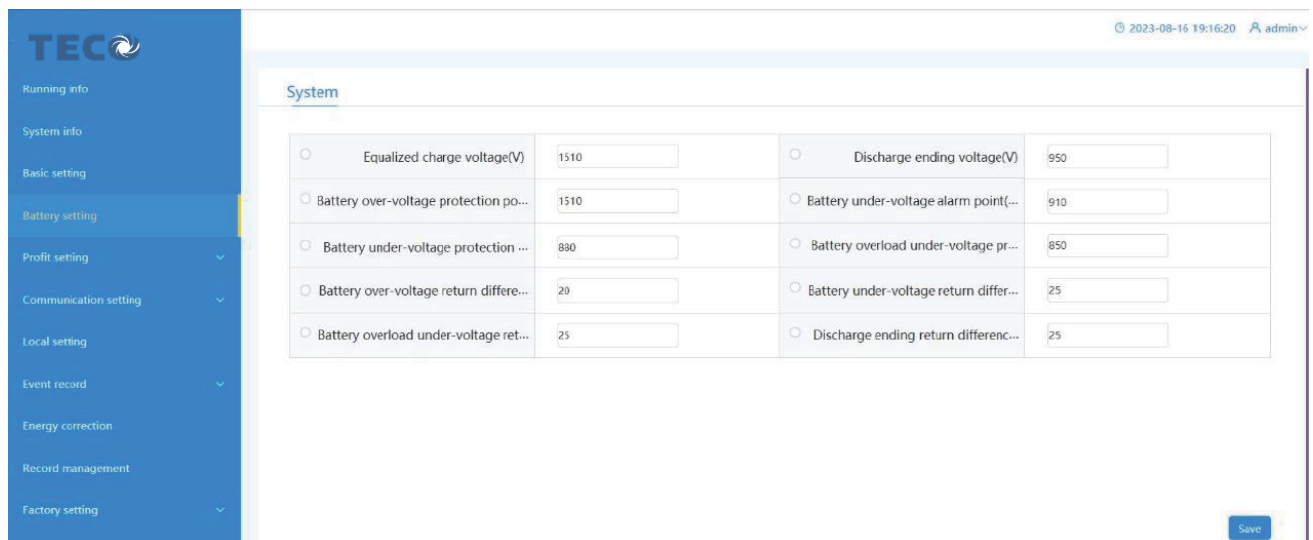 TECO
2023-08-16 19:16:20 admin
Running info
System info
Basic setting
Battery setting
Profit setting
Communication setting
Local setting
Event record
Energy correction
Record management
Factory setting
System
Equalized charge voltage(V) 1510 Discharge ending voltage(V) 950
Battery over-voltage protection po... 1510 Battery under-voltage alarm point(... 910
Battery under-voltage protection ... 880 Battery overload under-voltage pr... 850
Battery over-voltage return differe... 20 Battery under-voltage return differ... 25
Battery overload under-voltage ret... 25 Discharge ending return differenc... 25
Save